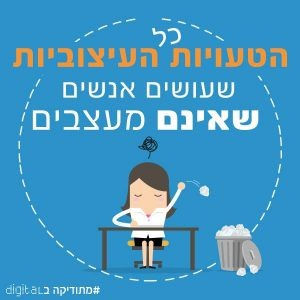 כל
הטעויות העיצוביות
שעושים אנשים
שאינם מעצבים
#מתודיקה בdigital